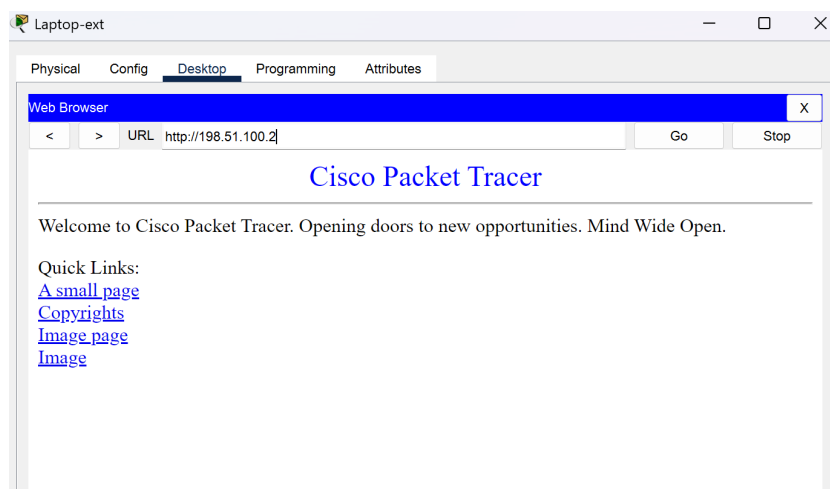 Laptop-ext
Physical Config Desktop Programming Attributes
Web Browser X
< > URL http://198.51.100.2 Go Stop
Cisco Packet Tracer
Welcome to Cisco Packet Tracer. Opening doors to new opportunities. Mind Wide Open.
Quick Links:
A small page
Copyrights
Image page
Image